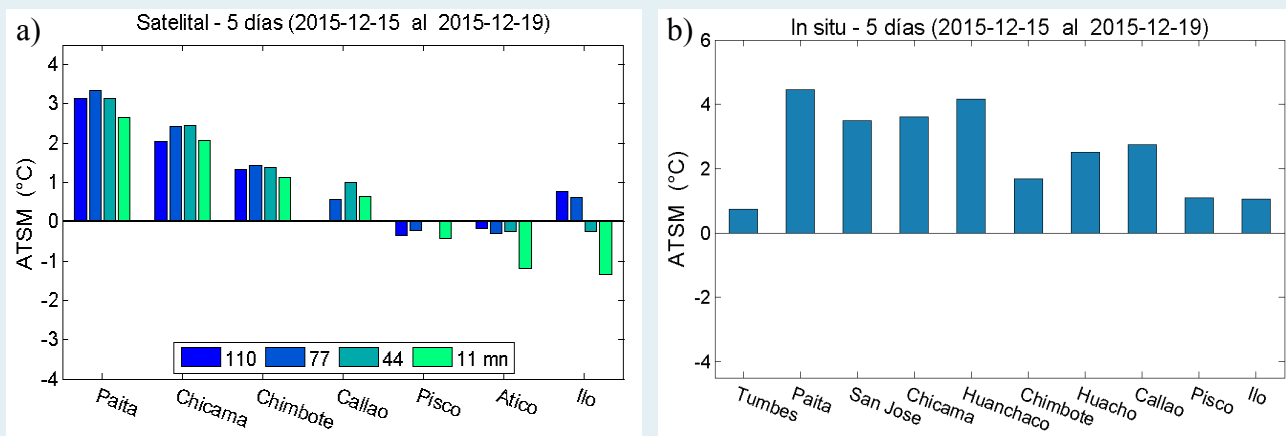 a)
Satelital - 5 días (2015-12-15 al 2015-12-19)
ATSM (°C)
4
3
2
1
0
-1
-2
-3
-4
110 77 44 11 mn
Paita Chicama Chimbote Callao Pisco Atico Ilo
b)
In situ - 5 días (2015-12-15 al 2015-12-19)
ATSM (°C)
6
4
2
0
-2
-4
Tumbes Paita San Jose Chicama Huanchaco Chimbote Huacho Callao Pisco Ilo